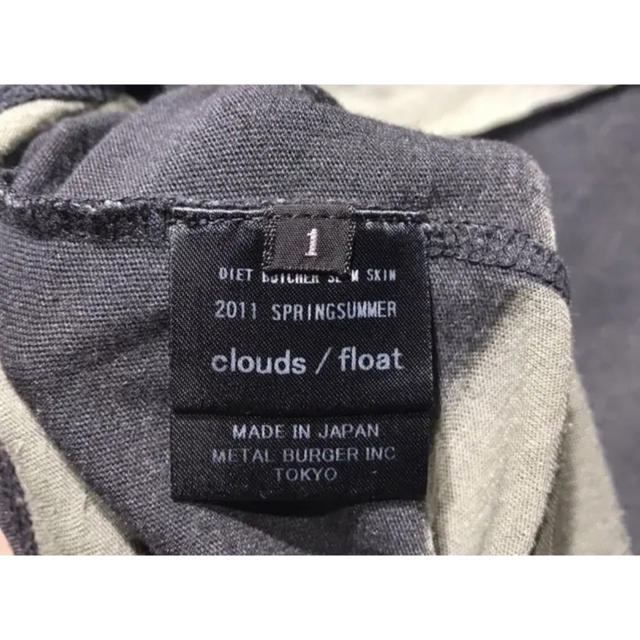 1
DIET BUTCHER SLIM SKIN
2011 SPRINGSUMMER
clouds / float
MADE IN JAPAN
METAL BURGER INC
TOKYO